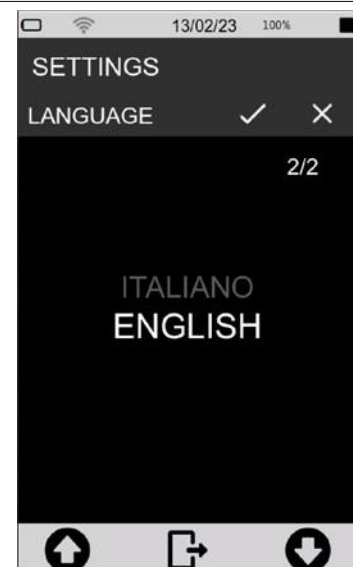 13/02/23 100%
SETTINGS
LANGUAGE
2/2
ITALIANO
ENGLISH